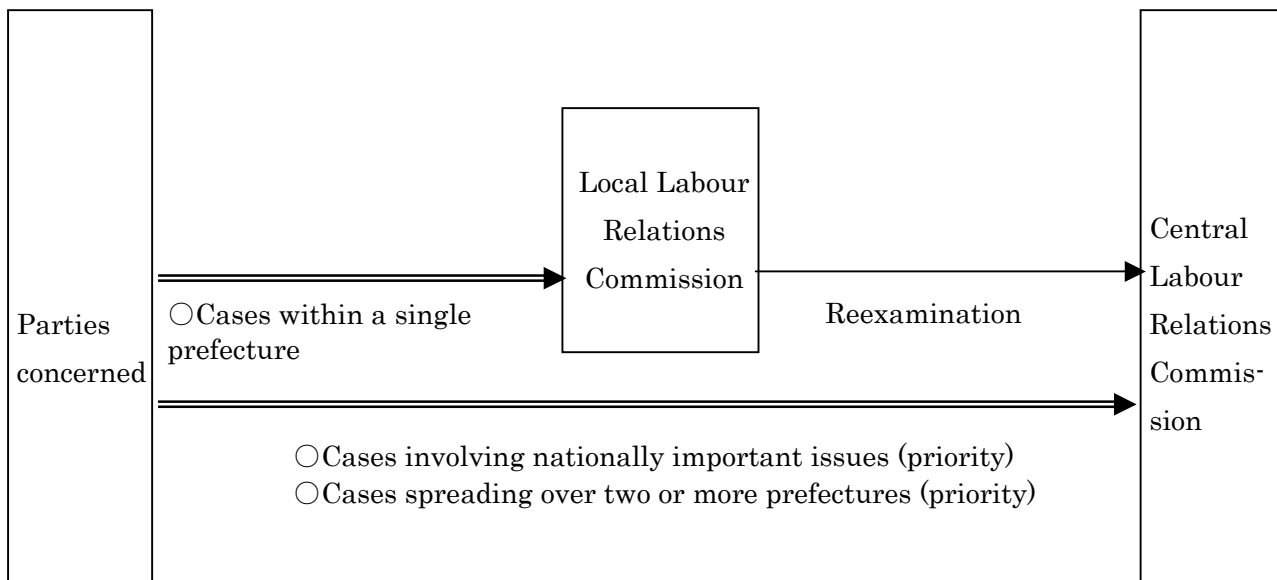 Parties
concerned
○Cases within a single
prefecture
Local Labour
Relations
Commission
Reexamination
○Cases involving nationally important issues (priority)
○Cases spreading over two or more prefectures (priority)
Central
Labour
Relations
Commis-
sion